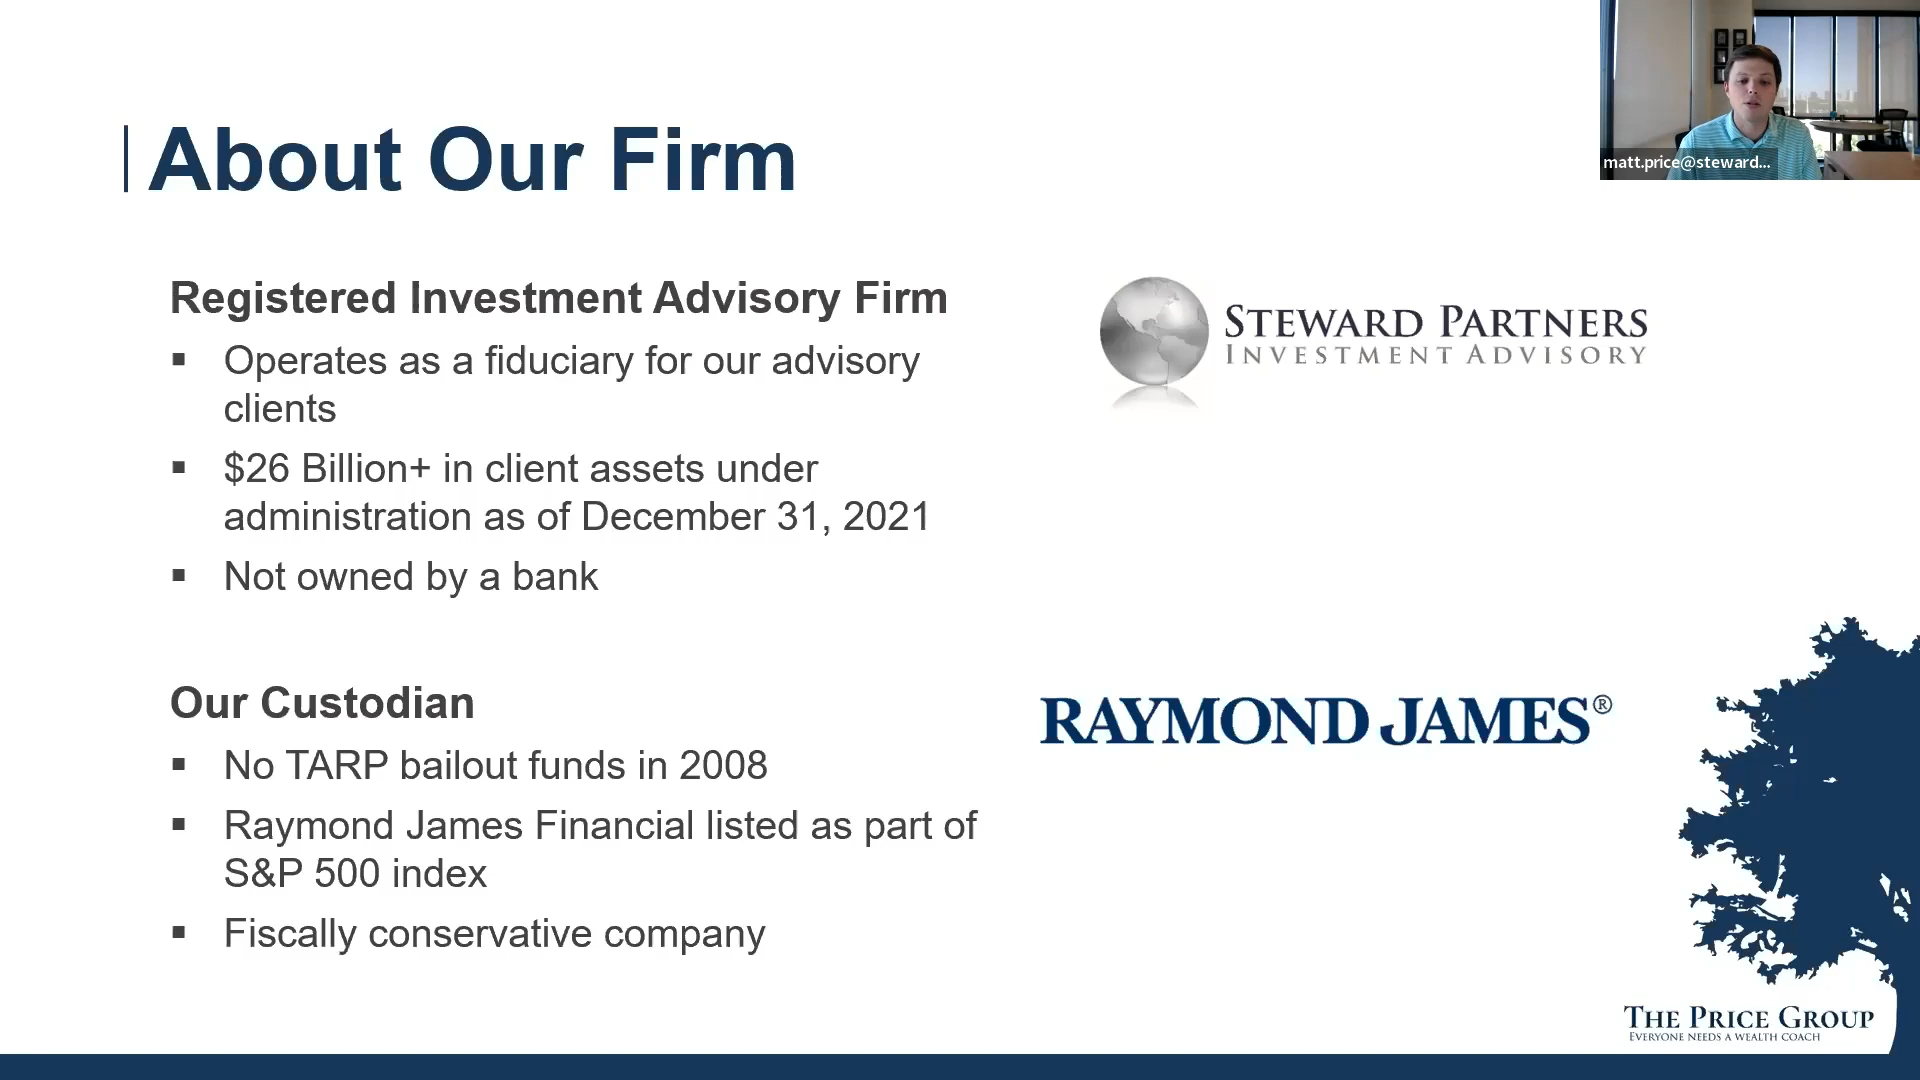 matt.price@steward...
About Our Firm
Registered Investment Advisory Firm
▪ Operates as a fiduciary for our advisory
clients
▪ $26 Billion+ in client assets under
administration as of December 31, 2021
▪ Not owned by a bank
STEWARD PARTNERS
INVESTMENT ADVISORY
Our Custodian
▪ No TARP bailout funds in 2008
▪ Raymond James Financial listed as part of
S&P 500 index
▪ Fiscally conservative company
RAYMOND JAMES®
THE PRICE GROUP
EVERYONE NEEDS A WEALTH COACH